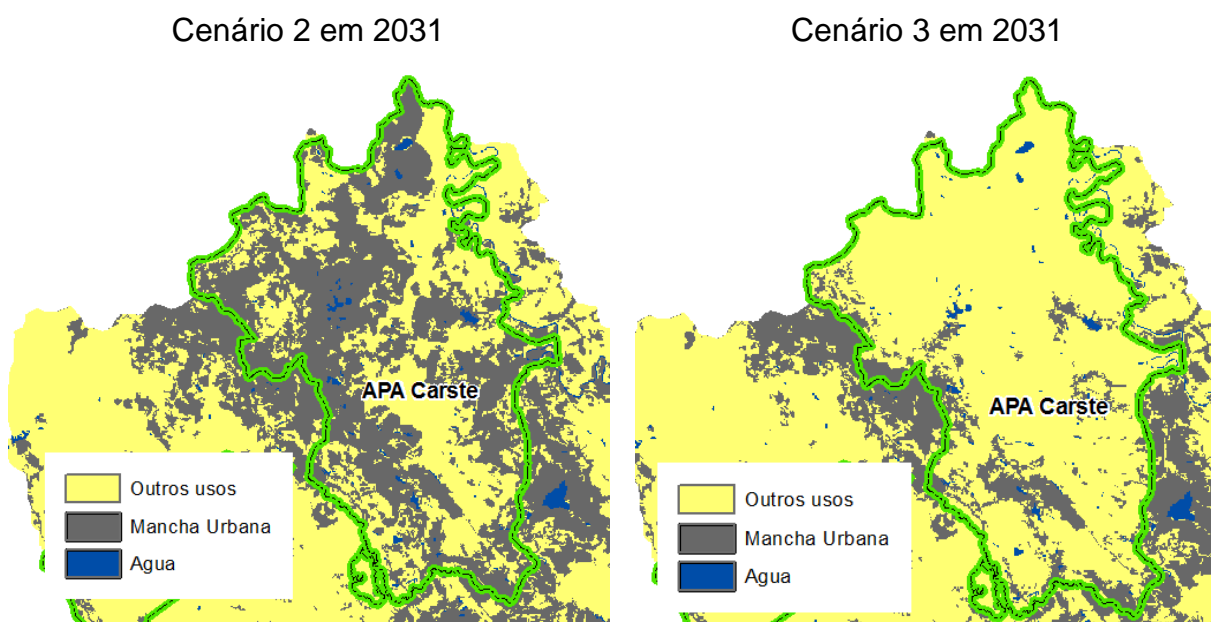 Cenário 2 em 2031
APA Carste
Outros usos
Mancha Urbana
Agua
Cenário 3 em 2031
APA Carste
Outros usos
Mancha Urbana
Agua